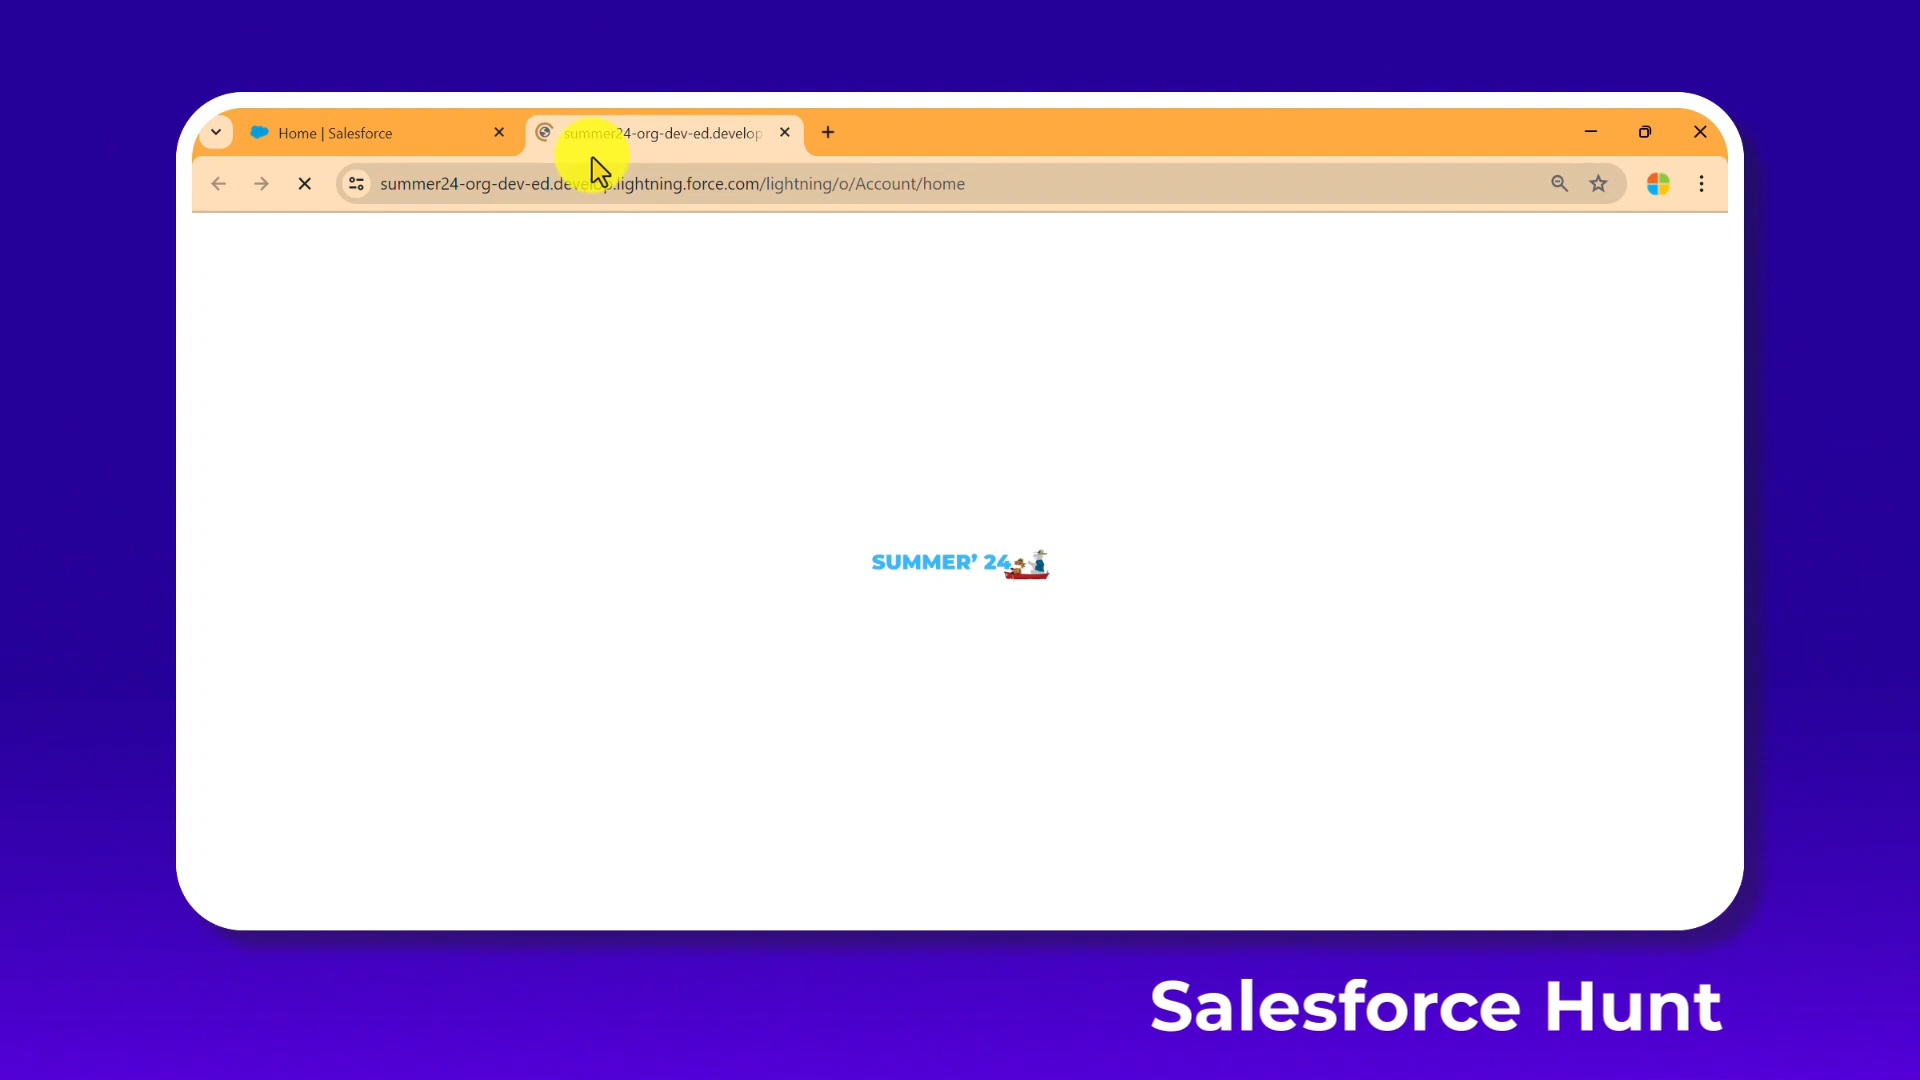 Home | Salesforce
summer24-org-dev-ed.develop
summer24-org-dev-ed.develop.lightning.force.com/lightning/o/Account/home
SUMMER’ 24
Salesforce Hunt